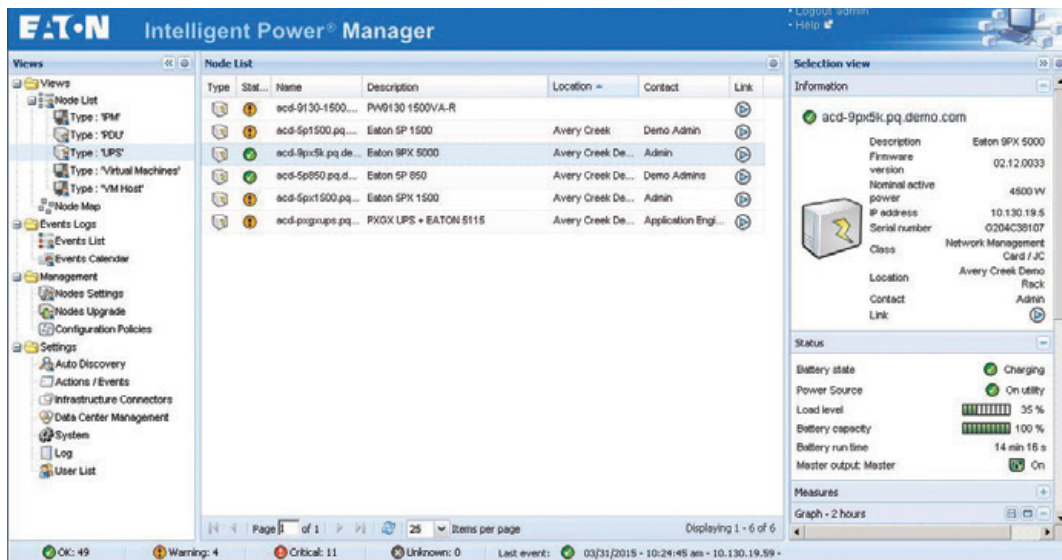 EATON Intelligent Power® Manager
• Logout admin
• Help
Views
Views
Node List
Type : 'IPM'
Type : 'PDU'
Type : 'UPS'
Type : 'Virtual Machines'
Type : 'VM Host'
Node Map
Events Logs
Events List
Events Calendar
Management
Nodes Settings
Nodes Upgrade
Configuration Policies
Settings
Auto Discovery
Actions / Events
Infrastructure Connectors
Data Center Management
System
Log
User List
Node List
Type Stat... Name Description Location Contact Link
acd-9130-1500.... PW9130 1500VA-R
acd-5p1500.pq.... Eaton 5P 1500 Avery Creek Demo Admin
acd-9px5k.pq.de... Eaton 9PX 5000 Avery Creek De... Admin
acd-5p850.pq.d... Eaton 5P 850 Avery Creek De... Demo Admins
acd-5px1500.pq... Eaton 5PX 1500 Avery Creek De... Admin
acd-pxgxups.pq... PXGX UPS + EATON 5115 Avery Creek De... Application Engi...
Page 1 of 1 25 Items per page Displaying 1 - 6 of 6
Selection view
Information
acd-9px5k.pq.demo.com
Description Eaton 9PX 5000
Firmware version 02.12.0033
Nominal active power 4500 W
IP address 10.130.19.5
Serial number G204C38107
Class Network Management Card / JC
Location Avery Creek Demo Rack
Contact Admin
Link
Status
Battery state Charging
Power Source On utility
Load level 35 %
Battery capacity 100 %
Battery run time 14 min 16 s
Master output: Master On
Measures
Graph - 2 hours
OK: 49 Warning: 4 Critical: 11 Unknown: 0 Last event: 03/31/2015 - 10:24:45 am - 10.130.19.59 -